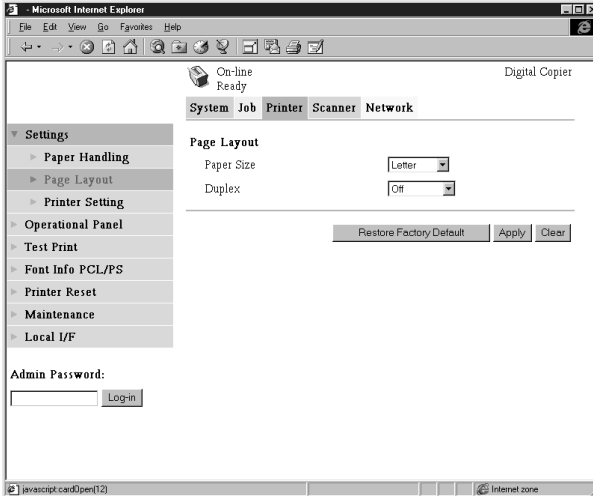 - Microsoft Internet Explorer
File Edit View Go Favorites Help
On-line
Ready
Digital Copier
System Job Printer Scanner Network
Settings
Paper Handling
Page Layout
Printer Setting
Operational Panel
Test Print
Font Info PCL/PS
Printer Reset
Maintenance
Local I/F
Admin Password:
Log-in
Page Layout
Paper Size Letter
Duplex Off
Restore Factory Default Apply Clear
javascript:cardOpen(12) Internet zone